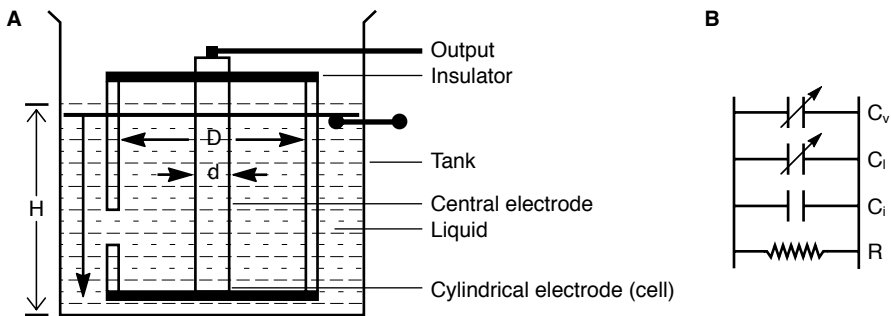 A
Output
Insulator
D
d
H
Tank
Central electrode
Liquid
Cylindrical electrode (cell)
B
Cv
Cl
Ci
R